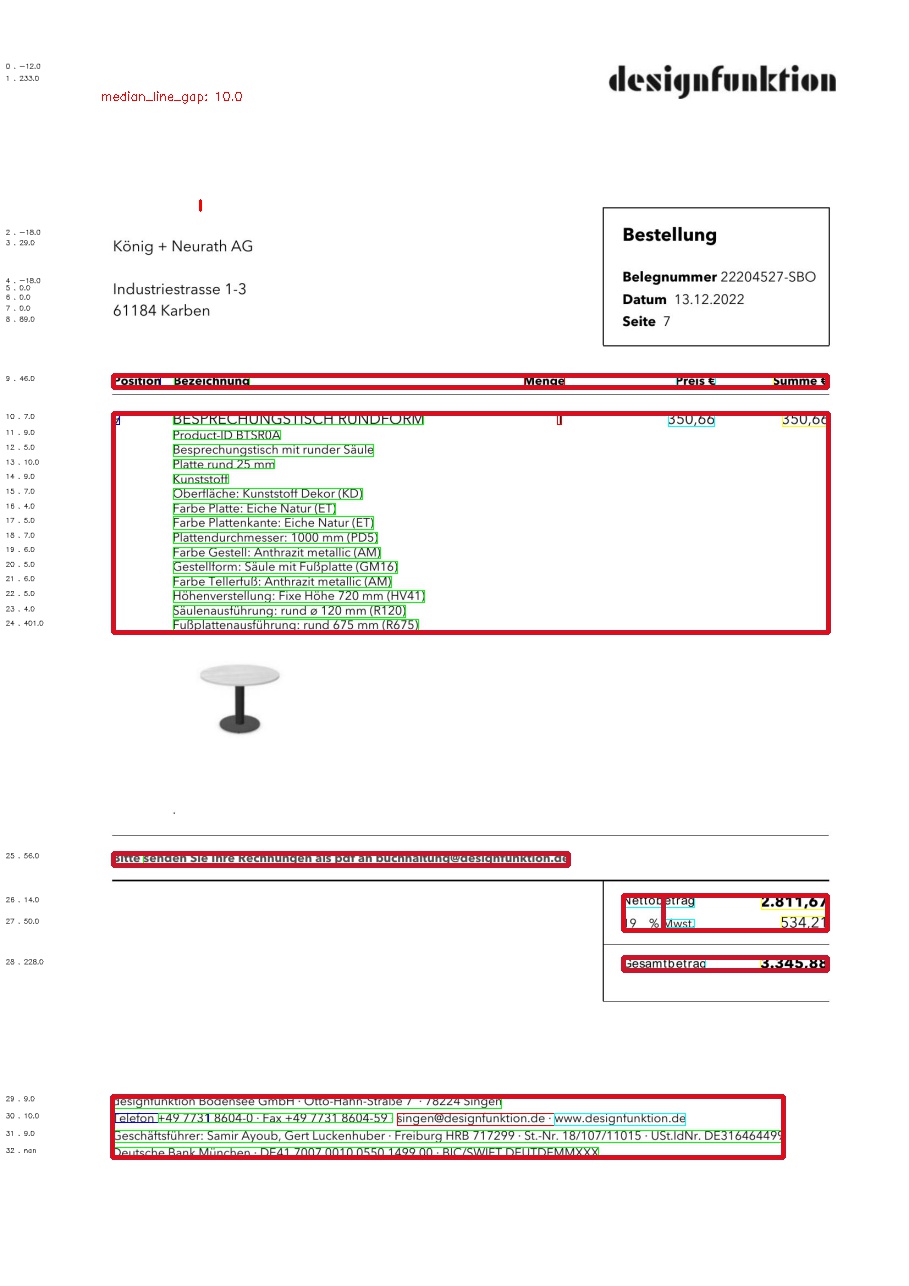 0 . -12.0
1 . 233.0
designfunktion
median_line_gap: 10.0
2 . -18.0
3 . 29.0
König + Neurath AG
Bestellung
4 . -18.0
5 . 0.0
6 . 0.0
7 . 0.0
8 . 89.0
Industriestrasse 1-3
61184 Karben
Belegnummer 22204527-SBO
Datum 13.12.2022
Seite 7
9 . 46.0 Position Bezeichnung Menge Preis € Summe €
10 . 7.0 BESPRECHUNGSTISCH RUNDFORM 350,66 350,66
11 . 9.0 Product-ID BTSR0A
12 . 5.0 Besprechungstisch mit runder Säule
13 . 10.0 Platte rund 25 mm
14 . 9.0 Kunststoff
15 . 7.0 Oberfläche: Kunststoff Dekor (KD)
16 . 4.0 Farbe Platte: Eiche Natur (ET)
17 . 5.0 Farbe Plattenkante: Eiche Natur (ET)
18 . 7.0 Plattendurchmesser: 1000 mm (PD5)
19 . 6.0 Farbe Gestell: Anthrazit metallic (AM)
20 . 5.0 Gestellform: Säule mit Fußplatte (GM16)
21 . 6.0 Farbe Tellerfuß: Anthrazit metallic (AM)
22 . 5.0 Höhenverstellung: Fixe Höhe 720 mm (HV41)
23 . 4.0 Säulenausführung: rund ø 120 mm (R120)
24 . 401.0 Fußplattenausführung: rund 675 mm (R675)
.
25 . 56.0 Bitte senden Sie Ihre Rechnungen als pdf an buchhaltung@designfunktion.de
26 . 14.0 Nettobetrag 2.811,67
27 . 50.0 19 % Mwst. 534,21
28 . 228.0 Gesamtbetrag 3.345,88
29 . 9.0 designfunktion Bodensee GmbH · Otto-Hahn-Straße 7 · 78224 Singen
30 . 10.0 Telefon +49 7731 8604-0 · Fax +49 7731 8604-59 singen@designfunktion.de · www.designfunktion.de
31 . 9.0 Geschäftsführer: Samir Ayoub, Gert Luckenhuber · Freiburg HRB 717299 · St.-Nr. 18/107/11015 · USt.IdNr. DE316464499
32 . nan Deutsche Bank München · DE41 7007 0010 0550 1499 00 · BIC/SWIFT DEUTDEMMXXX